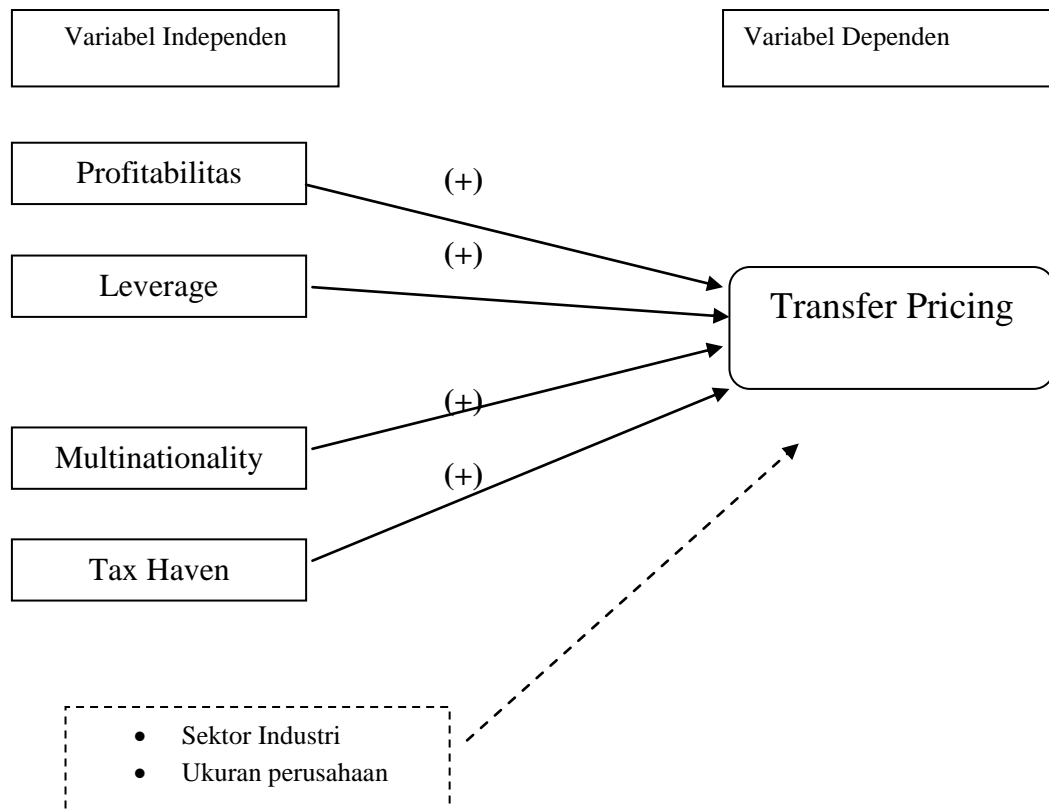 Variabel Independen
Variabel Dependen
Profitabilitas
(+)
(+)
Leverage
Transfer Pricing
(+)
Multinationality
(+)
Tax Haven
• Sektor Industri
• Ukuran perusahaan